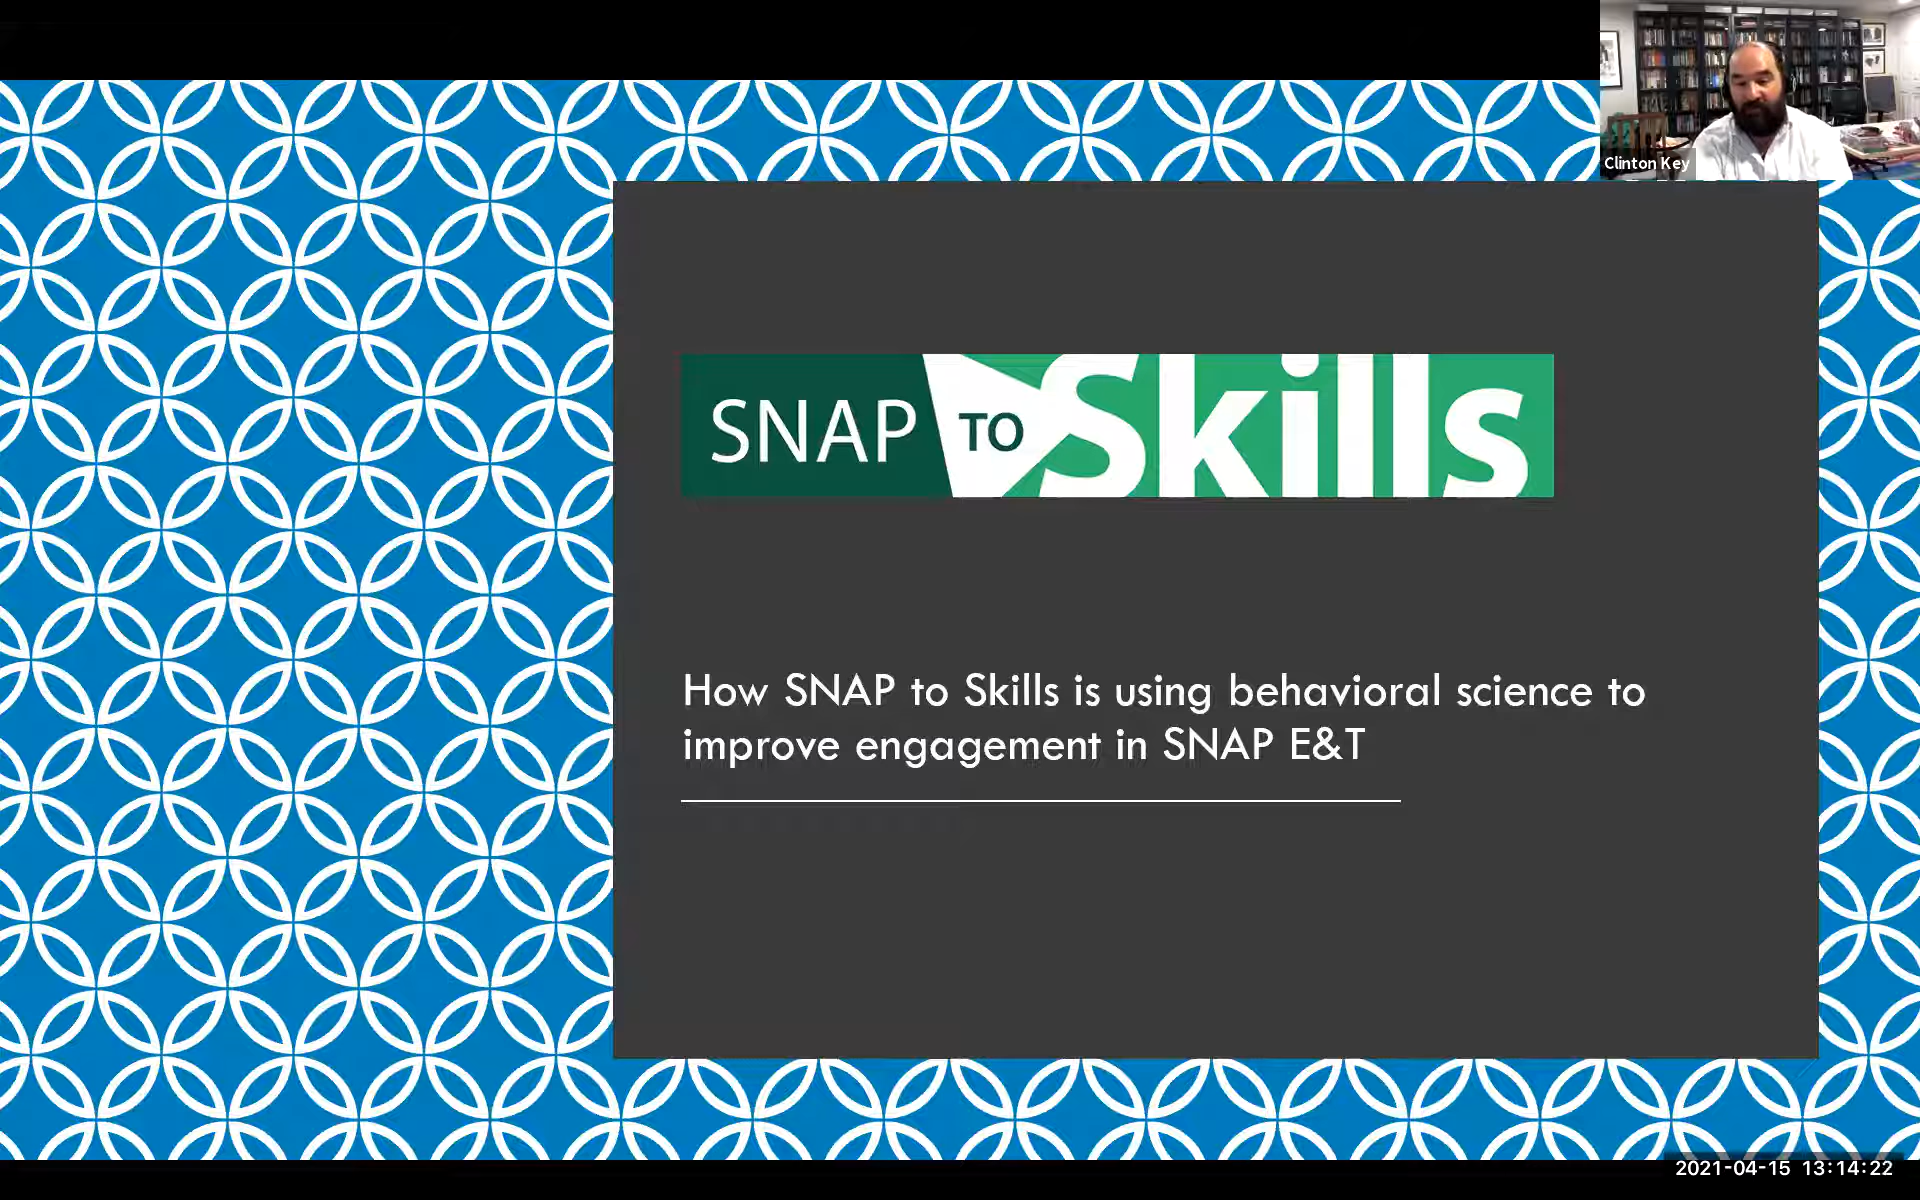 Clinton Key
SNAP TO Skills
How SNAP to Skills is using behavioral science to
improve engagement in SNAP E&T
2021-04-15 13:14:22